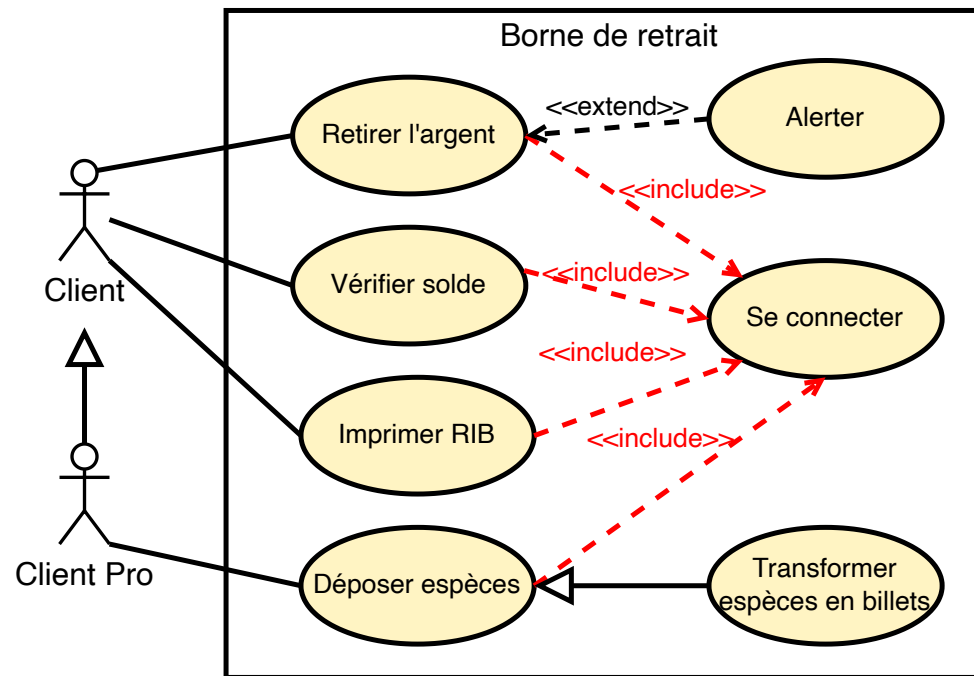 Borne de retrait
Retirer l'argent
<<extend>>
Alerter
<<include>>
Client
Vérifier solde
<<include>>
Se connecter
<<include>>
Imprimer RIB
<<include>>
Client Pro
Déposer espèces
Transformer
espèces en billets